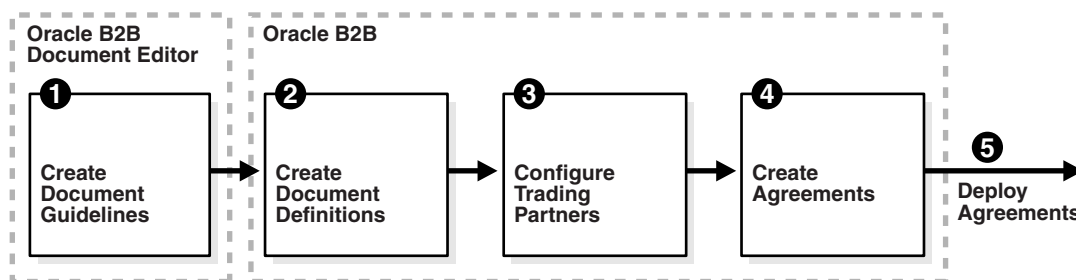 Oracle B2B
Document Editor
Oracle B2B
1
Create
Document
Guidelines
2
Create
Document
Definitions
3
Configure
Trading
Partners
4
Create
Agreements
5
Deploy
Agreements